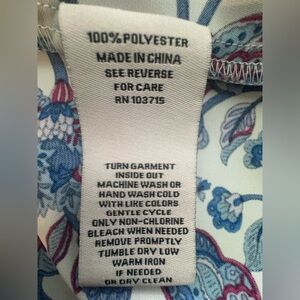 100% POLYESTER
MADE IN CHINA
SEE REVERSE
FOR CARE
RN 103715
TURN GARMENT
INSIDE OUT
MACHINE WASH OR
HAND WASH COLD
WITH LIKE COLORS
GENTLE CYCLE
ONLY NON-CHLORINE
BLEACH WHEN NEEDED
REMOVE PROMPTLY
TUMBLE DRY LOW
WARM IRON
IF NEEDED
OR DRY CLEAN